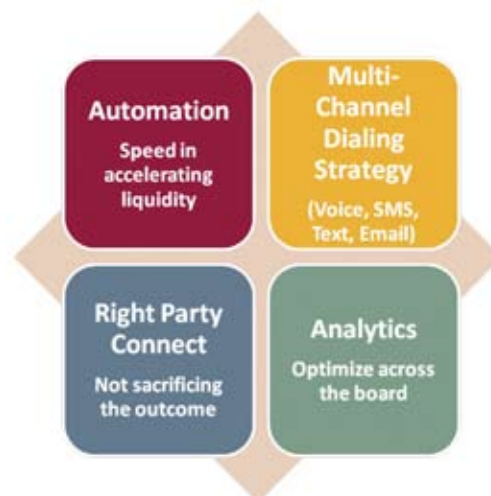 Automation
Speed in
accelerating
liquidity
Multi-
Channel
Dialing
Strategy
(Voice, SMS,
Text, Email)
Right Party
Connect
Not sacrificing
the outcome
Analytics
Optimize across
the board